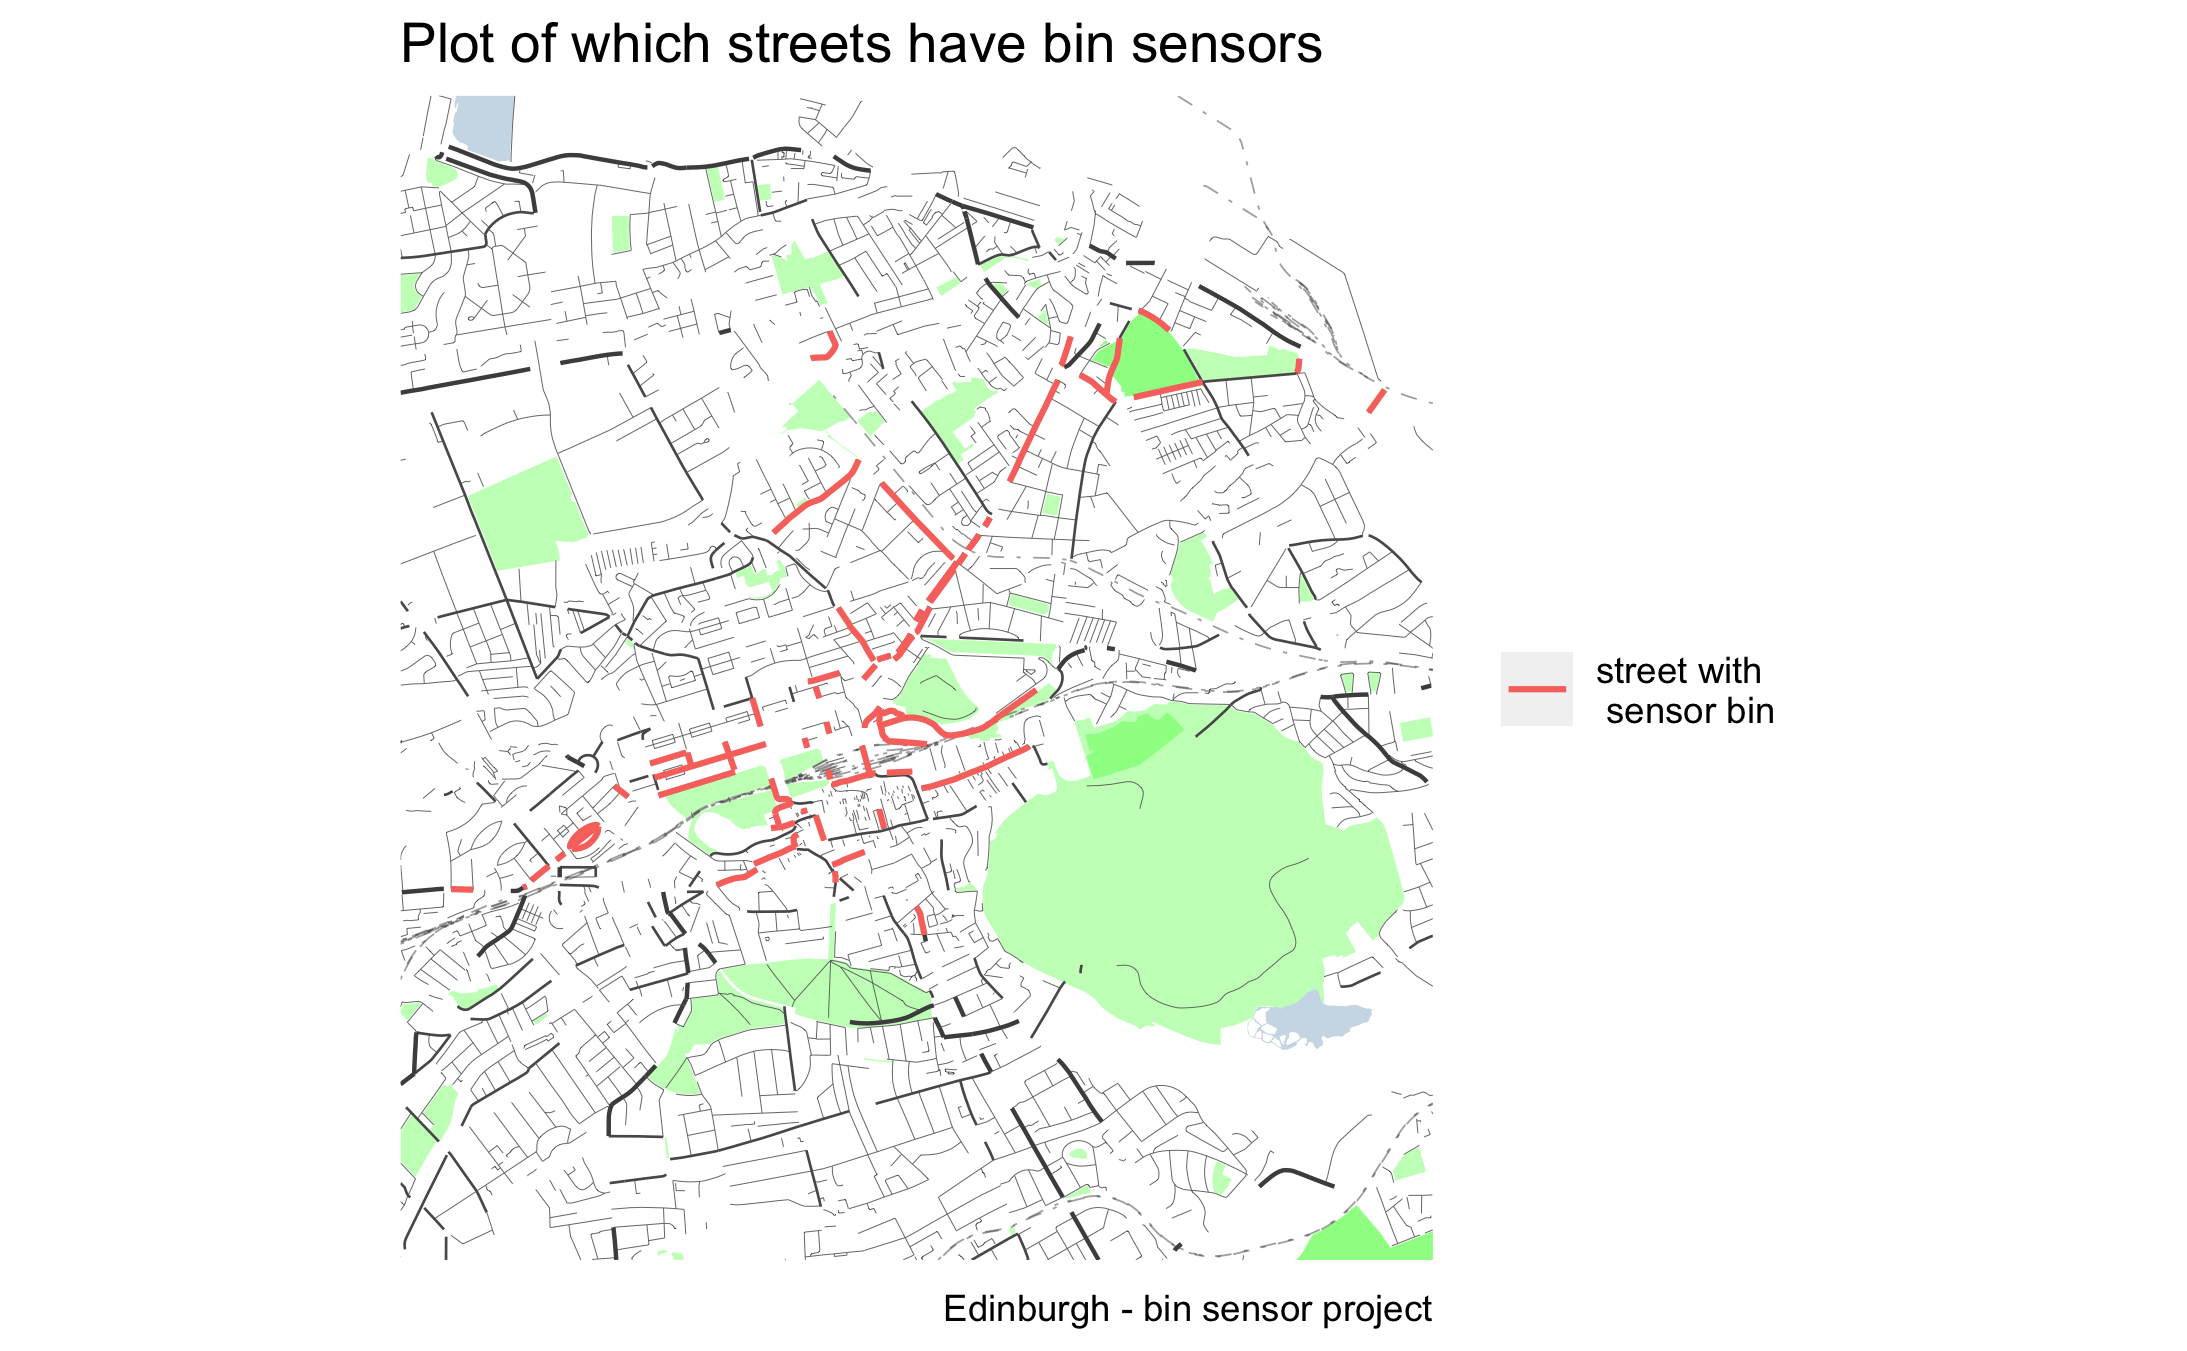 Plot of which streets have bin sensors
street with
sensor bin
Edinburgh - bin sensor project